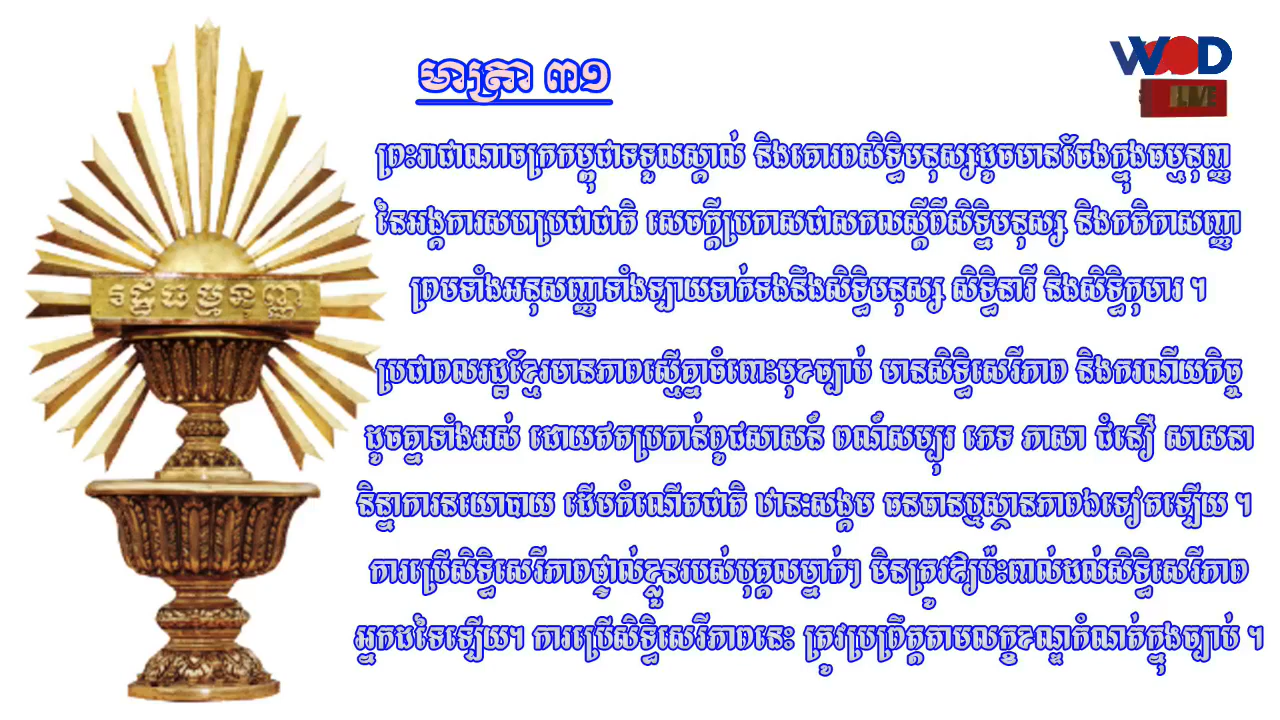 មាត្រា ៣១
WOD
LIVE
ព្រះរាជាណាចក្រកម្ពុជាទទួលស្គាល់ និងគោរពសិទ្ធិមនុស្សដូចមានចែងក្នុងធម្មនុញ្ញ
នៃអង្គការសហប្រជាជាតិ សេចក្ដីប្រកាសជាសកលស្ដីពីសិទ្ធិមនុស្ស និងកតិកាសញ្ញា
ព្រមទាំងអនុសញ្ញាទាំងឡាយទាក់ទងនឹងសិទ្ធិមនុស្ស សិទ្ធិនារី និងសិទ្ធិកុមារ ។
រដ្ឋធម្មនុញ្ញ
ប្រជាពលរដ្ឋខ្មែរមានភាពស្មើគ្នាចំពោះមុខច្បាប់ មានសិទ្ធិសេរីភាព និងករណីយកិច្ច
ដូចគ្នាទាំងអស់ ដោយឥតប្រកាន់ពូជសាសន៍ ពណ៌សម្បុរ ភេទ ភាសា ជំនឿ សាសនា
និន្នាការនយោបាយ ដើមកំណើតជាតិ ឋានៈសង្គម ធនធានឬស្ថានភាពឯទៀតឡើយ ។
ការប្រើសិទ្ធិសេរីភាពផ្ទាល់ខ្លួនរបស់បុគ្គលម្នាក់ៗ មិនត្រូវឱ្យប៉ះពាល់ដល់សិទ្ធិសេរីភាព
អ្នកដទៃឡើយ។ ការប្រើសិទ្ធិសេរីភាពនេះ ត្រូវប្រព្រឹត្តតាមលក្ខខណ្ឌកំណត់ក្នុងច្បាប់ ។